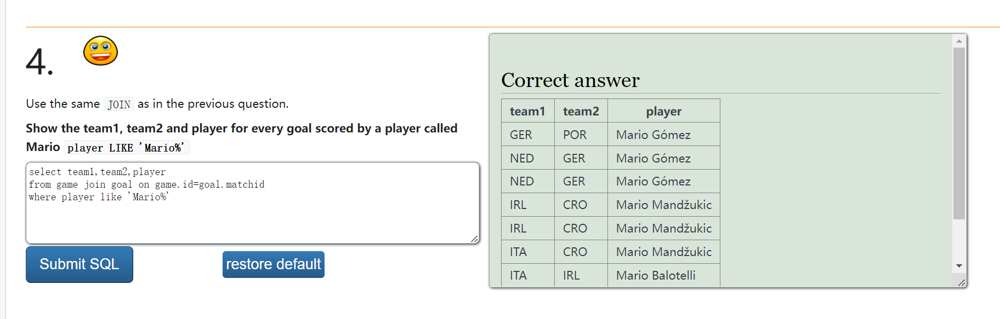 4.
Use the same JOIN as in the previous question.
Show the team1, team2 and player for every goal scored by a player called
Mario player LIKE 'Mario%'
select team1,team2,player
from game join goal on game.id=goal.matchid
where player like 'Mario%'
Submit SQL restore default
Correct answer
team1 team2 player
GER POR Mario Gómez
NED GER Mario Gómez
NED GER Mario Gómez
IRL CRO Mario Mandžukic
IRL CRO Mario Mandžukic
ITA CRO Mario Mandžukic
ITA IRL Mario Balotelli